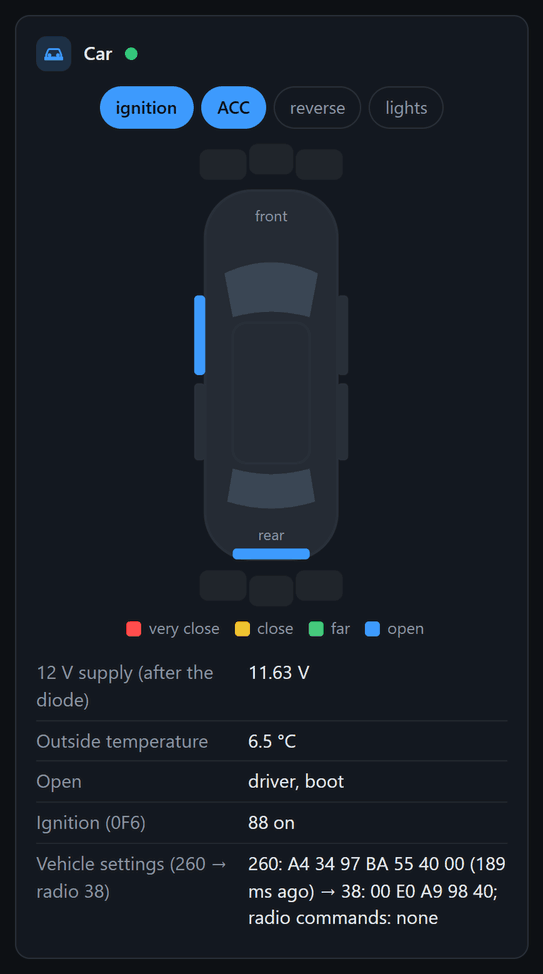 Car
ignition ACC reverse lights
front
rear
very close close far open
12 V supply (after the diode) 11.63 V
Outside temperature 6.5 °C
Open driver, boot
Ignition (0F6) 88 on
Vehicle settings (260 → radio 38) 260: A4 34 97 BA 55 40 00 (189 ms ago) → 38: 00 E0 A9 98 40; radio commands: none